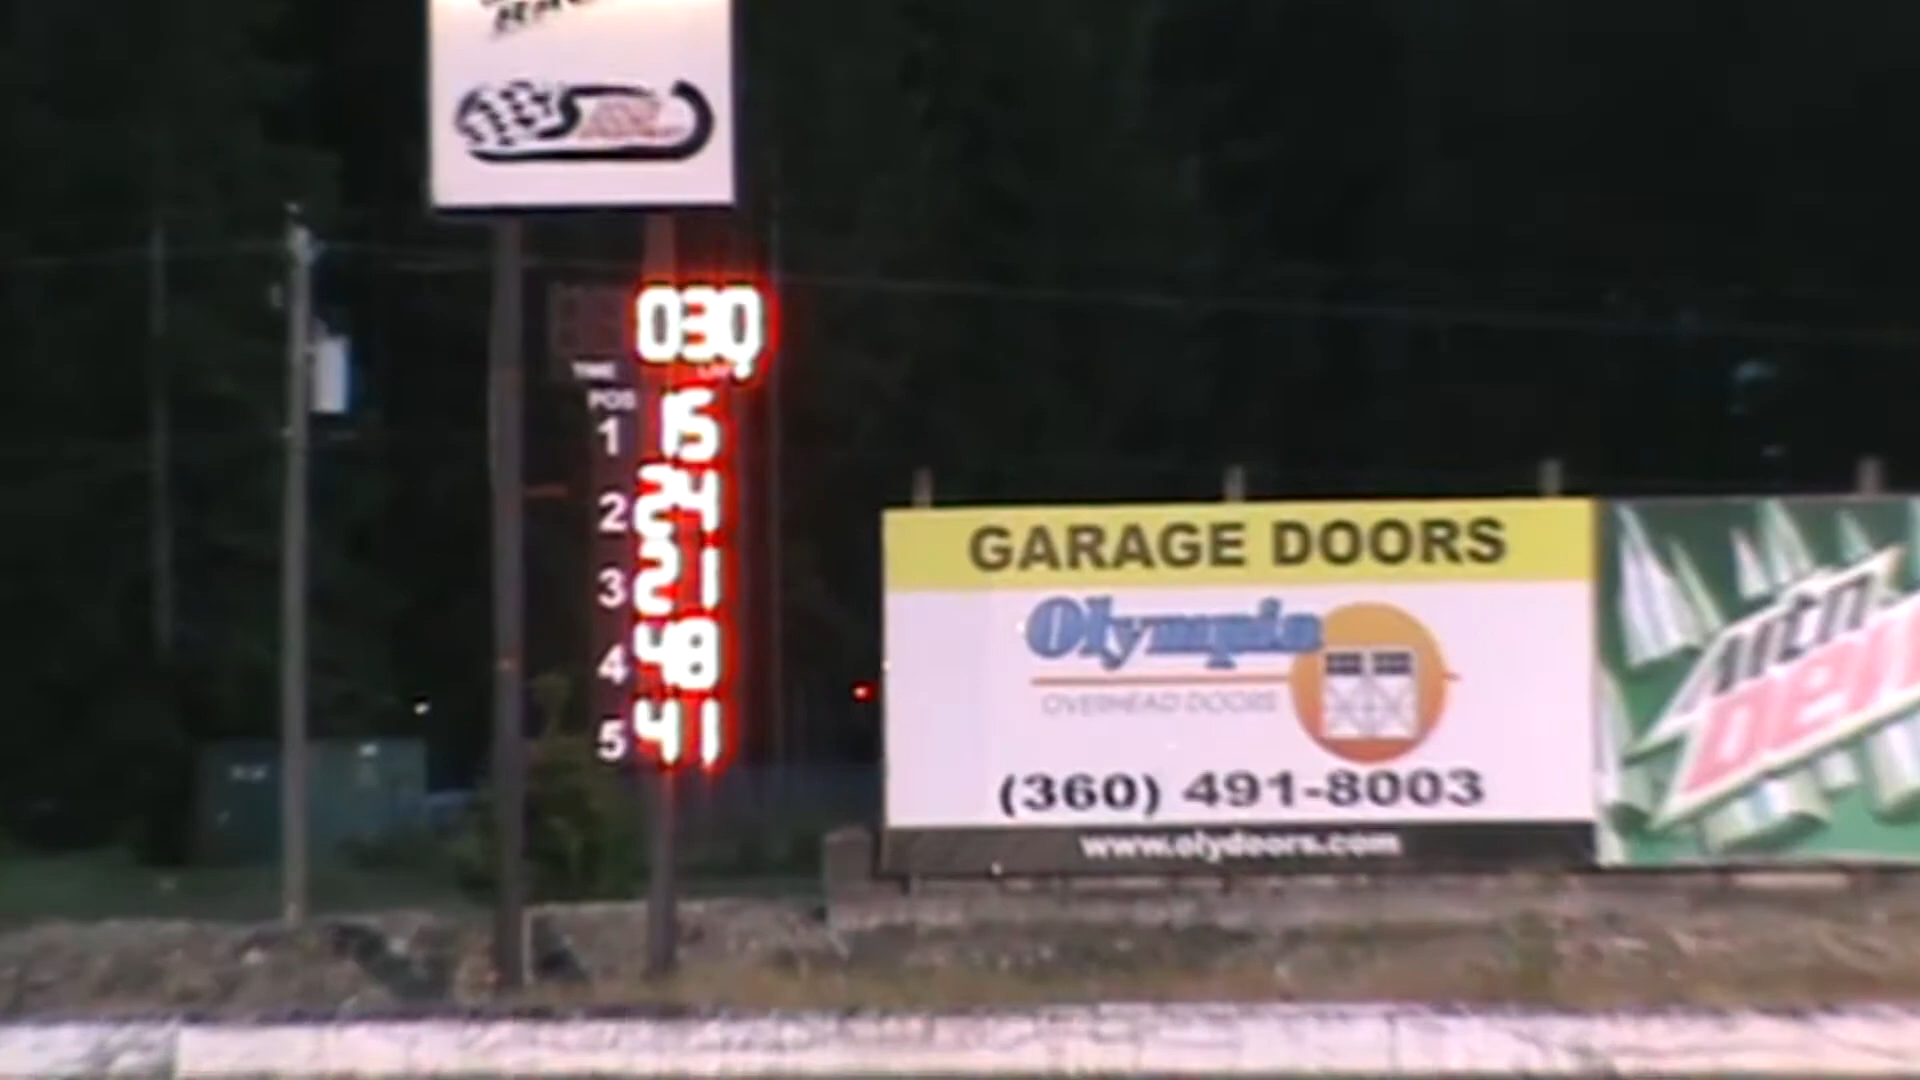 030
TIME LAP
POS
1 15
2 24
3 21
4 48
5 41
GARAGE DOORS
Olympia
OVERHEAD DOORS
(360) 491-8003
www.olydoors.com
mtn